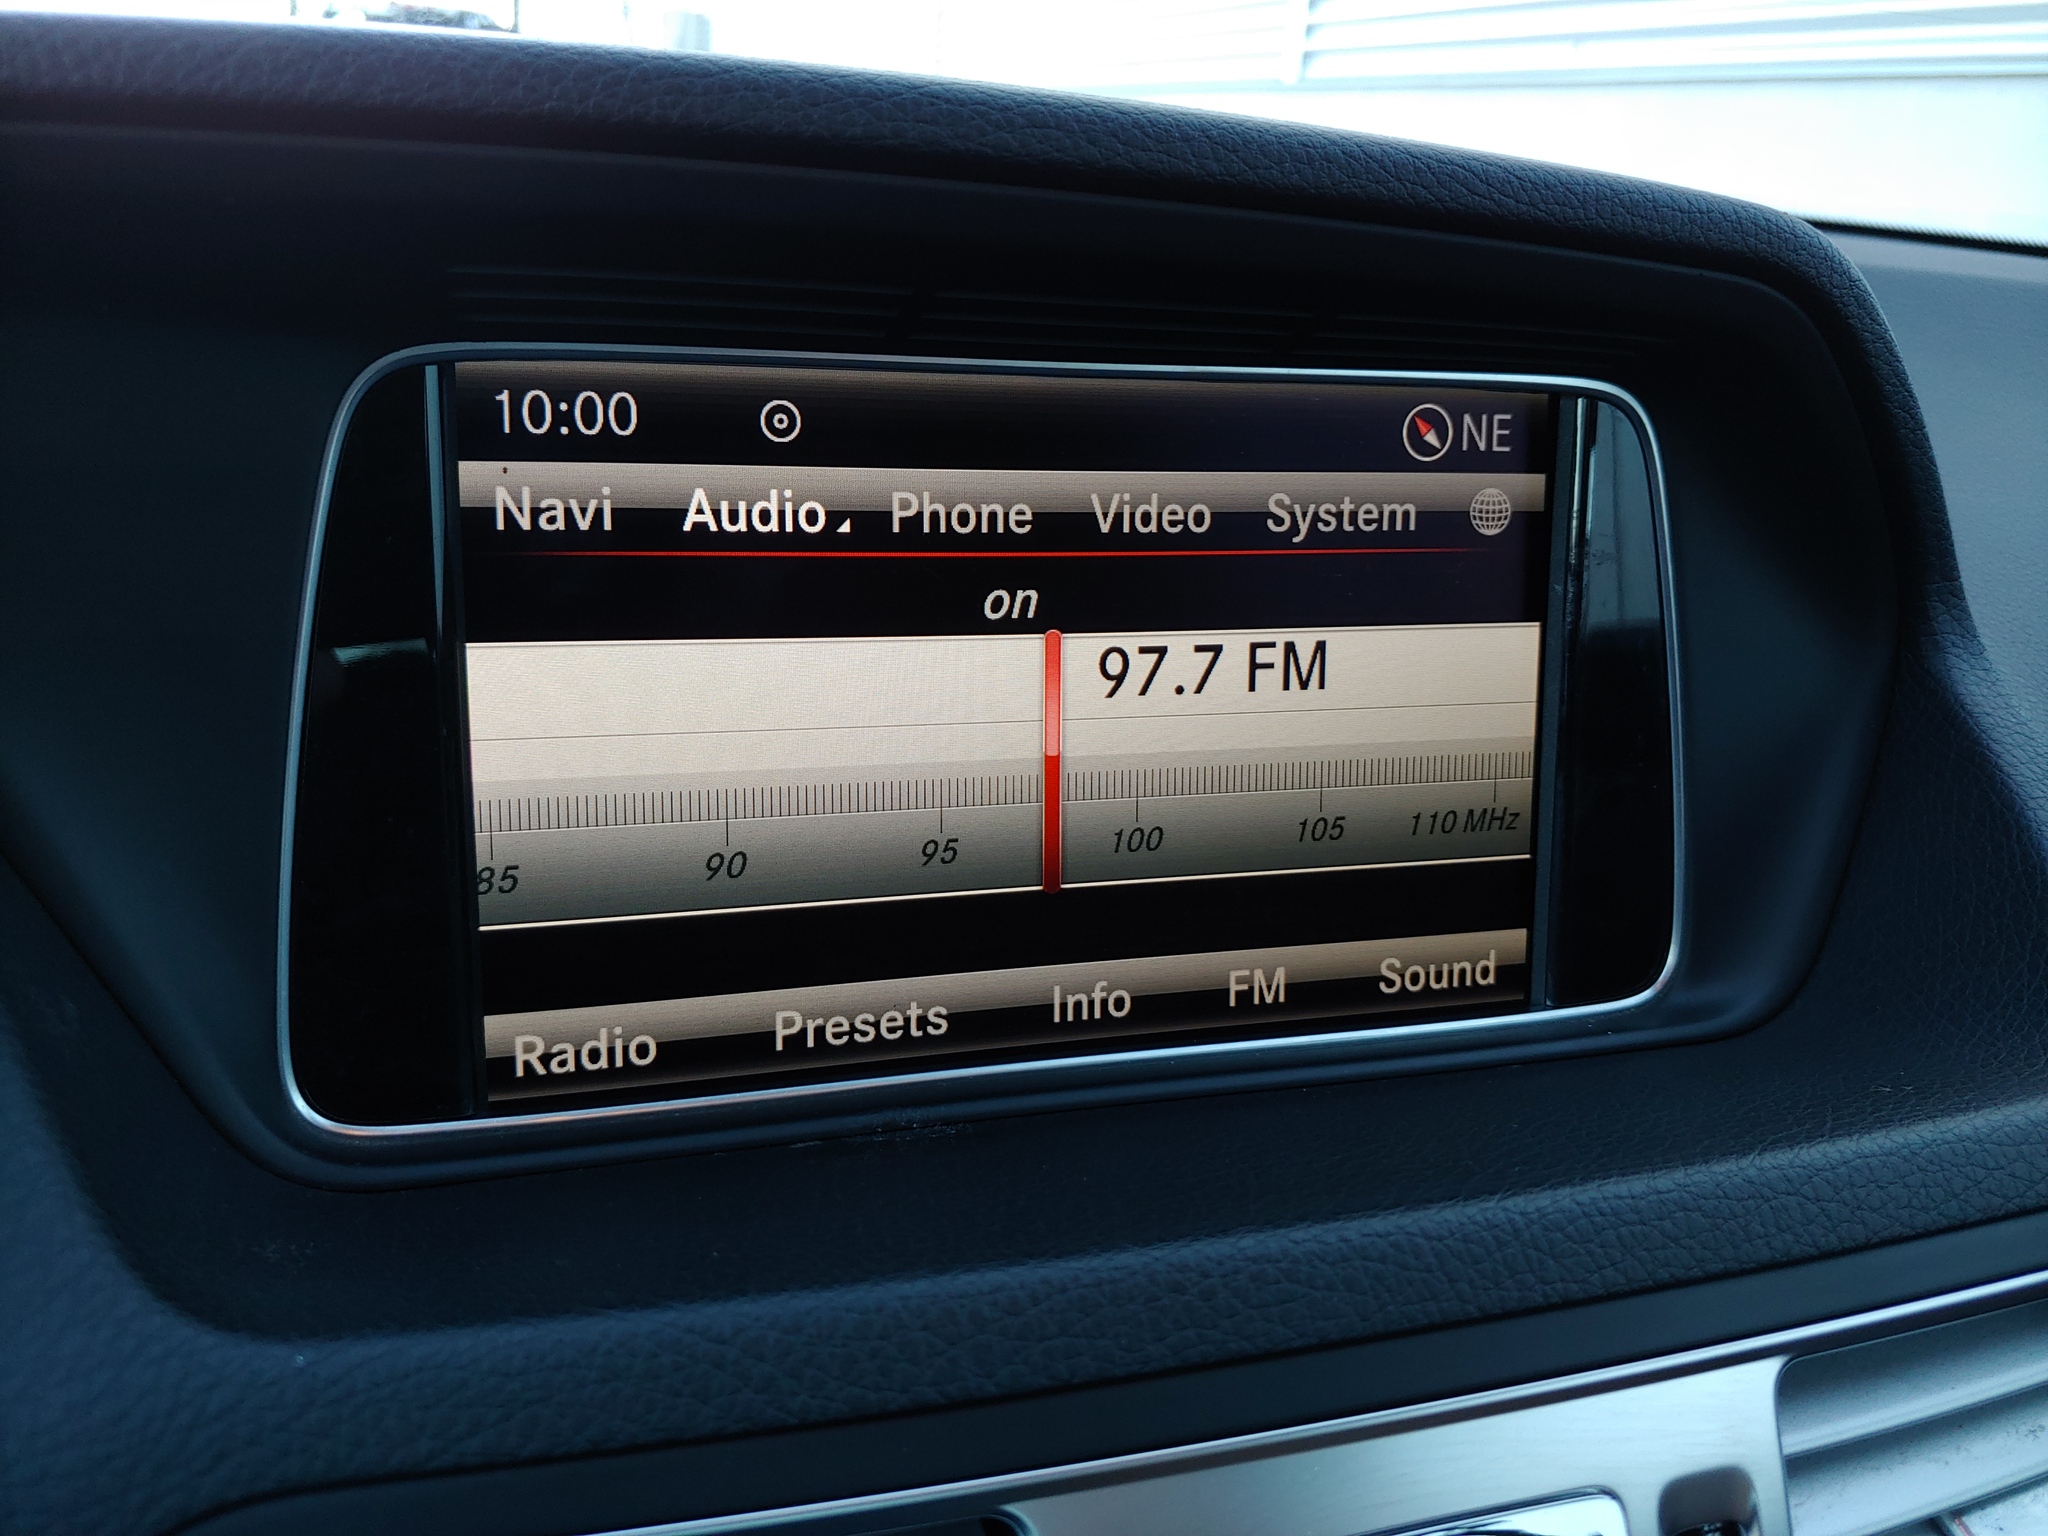 10:00 NE
Navi Audio Phone Video System
on
97.7 FM
85 90 95 100 105 110 MHz
Radio Presets Info FM Sound